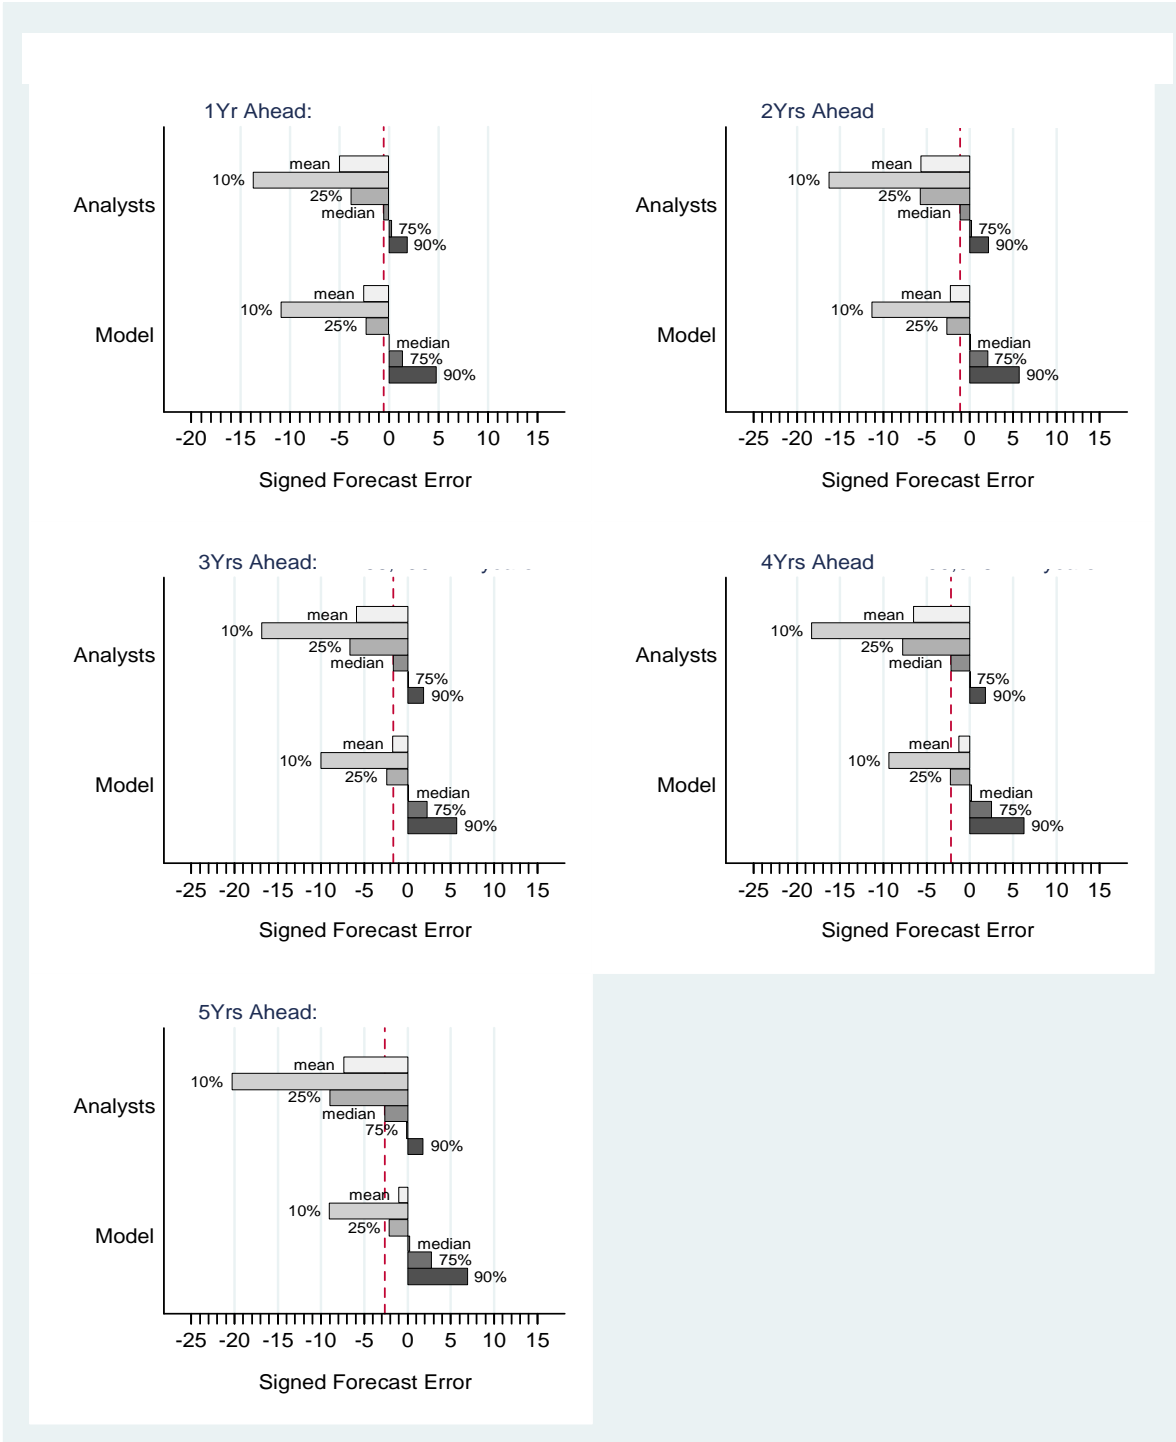 1Yr Ahead:
mean
10%
25%
median
75%
90%
Analysts
mean
10%
25%
median
75%
90%
Model
-20 -15 -10 -5 0 5 10 15
Signed Forecast Error
2Yrs Ahead
mean
10%
25%
median
75%
90%
Analysts
mean
10%
25%
median
75%
90%
Model
-25 -20 -15 -10 -5 0 5 10 15
Signed Forecast Error
3Yrs Ahead:
mean
10%
25%
median
75%
90%
Analysts
mean
10%
25%
median
75%
90%
Model
-25 -20 -15 -10 -5 0 5 10 15
Signed Forecast Error
4Yrs Ahead
mean
10%
25%
median
75%
90%
Analysts
mean
10%
25%
median
75%
90%
Model
-25 -20 -15 -10 -5 0 5 10 15
Signed Forecast Error
5Yrs Ahead:
mean
10%
25%
median
75%
90%
Analysts
mean
10%
25%
median
75%
90%
Model
-25 -20 -15 -10 -5 0 5 10 15
Signed Forecast Error